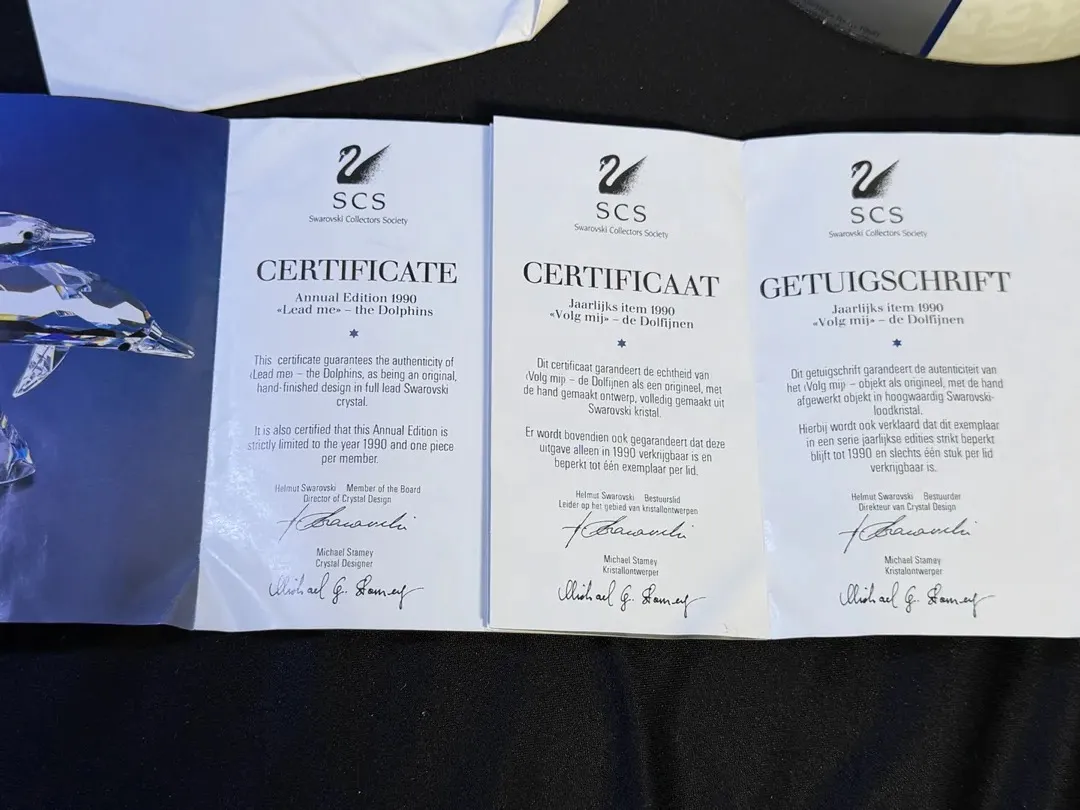 SCS
Swarovski Collectors Society
CERTIFICATE
Annual Edition 1990
«Lead me» – the Dolphins
This certificate guarantees the authenticity of
‹Lead me› – the Dolphins, as being an original,
hand-finished design in full lead Swarovski
crystal.
It is also certified that this Annual Edition is
strictly limited to the year 1990 and one piece
per member.
Helmut Swarovski Member of the Board
Director of Crystal Design
Michael Stamey
Crystal Designer
Michael G. Stamey
SCS
Swarovski Collectors Society
CERTIFICAAT
Jaarlijks item 1990
«Volg mij» – de Dolfijnen
Dit certificaat garandeert de echtheid van
‹Volg mij› – de Dolfijnen als een origineel, met
de hand gemaakt ontwerp, volledig gemaakt uit
Swarovski kristal.
Er wordt bovendien ook gegarandeerd dat deze
uitgave alleen in 1990 verkrijgbaar is en
beperkt tot één exemplaar per lid.
Helmut Swarovski Bestuurslid
Leider op het gebied van kristallontwerpen
Michael Stamey
Kristallontwerper
Michael G. Stamey
SCS
Swarovski Collectors Society
GETUIGSCHRIFT
Jaarlijks item 1990
«Volg mij» – de Dolfijnen
Dit getuigschrift garandeert de autenticiteit van
het ‹Volg mij› – objekt als origineel, met de hand
afgewerkt objekt in hoogwaardig Swarovski-
loodkristal.
Hierbij wordt ook verklaard dat dit exemplaar
in een serie jaarlijkse edities strikt beperkt
blijft tot 1990 en slechts één stuk per lid
verkrijgbaar is.
Helmut Swarovski Bestuurder
Direkteur van Crystal Design
Michael Stamey
Kristalontwerper
Michael G. Stamey